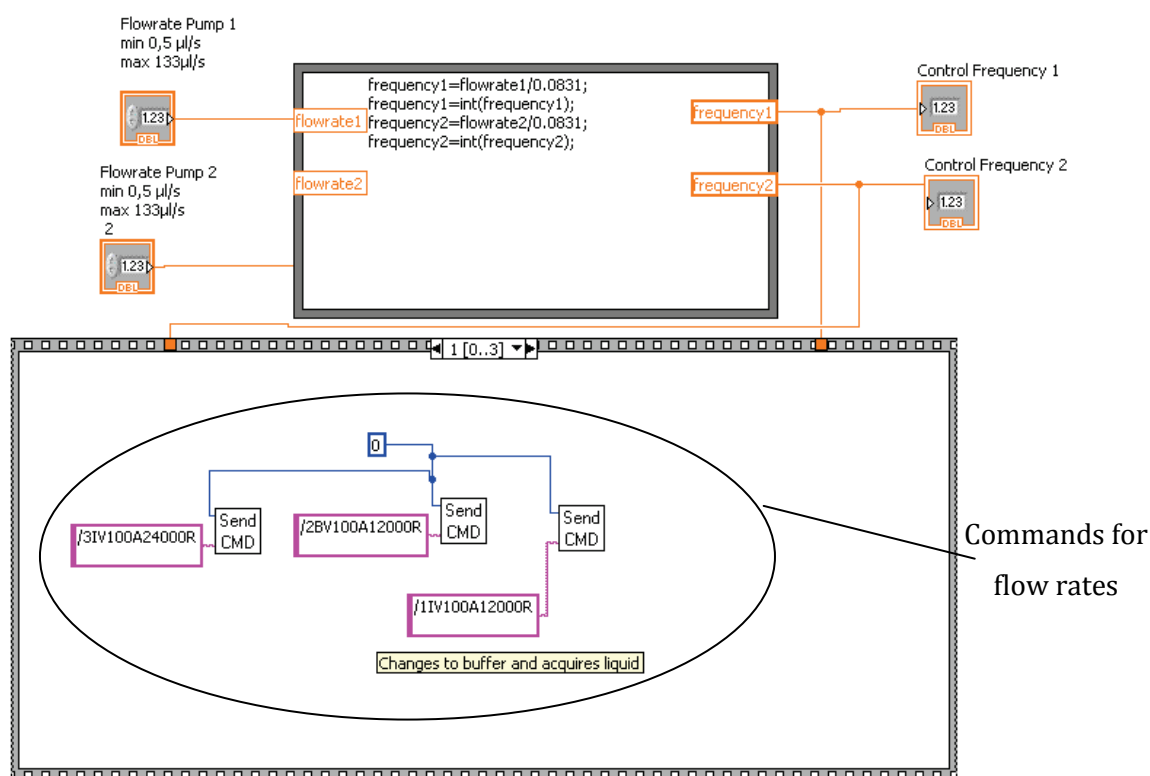 Flowrate Pump 1
min 0,5 µl/s
max 133µl/s
1.23
DBL
Flowrate Pump 2
min 0,5 µl/s
max 133µl/s
2
1.23
DBL
frequency1=flowrate1/0.0831;
frequency1=int(frequency1);
frequency2=flowrate2/0.0831;
frequency2=int(frequency2);
flowrate1
flowrate2
frequency1
frequency2
Control Frequency 1
1.23
DBL
Control Frequency 2
1.23
DBL
1 [0..3]
0
/3IV100A24000R
Send
CMD
/2BV100A12000R
Send
CMD
Send
CMD
/1IV100A12000R
Changes to buffer and acquires liquid
Commands for
flow rates